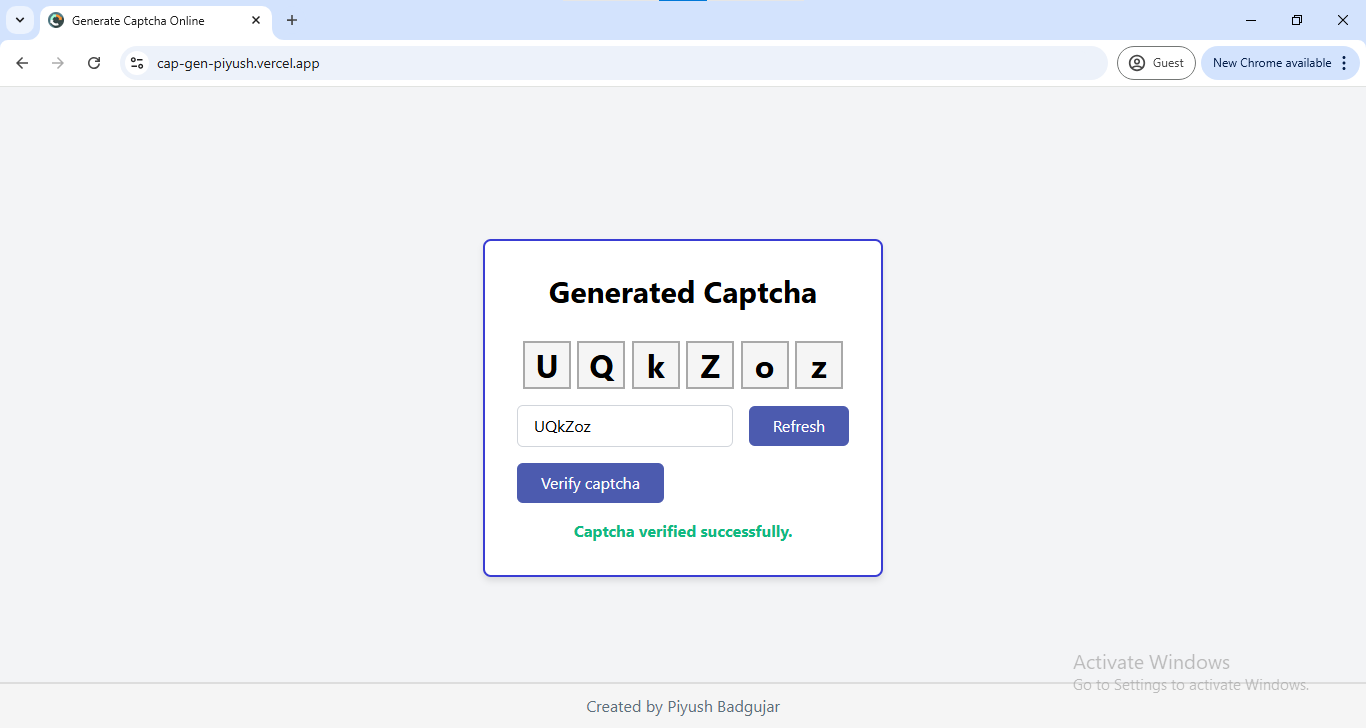 Generate Captcha Online
cap-gen-piyush.vercel.app
Guest
New Chrome available
Generated Captcha
U Q k Z o z
UQkZoz
Refresh
Verify captcha
Captcha verified successfully.
Activate Windows
Go to Settings to activate Windows.
Created by Piyush Badgujar